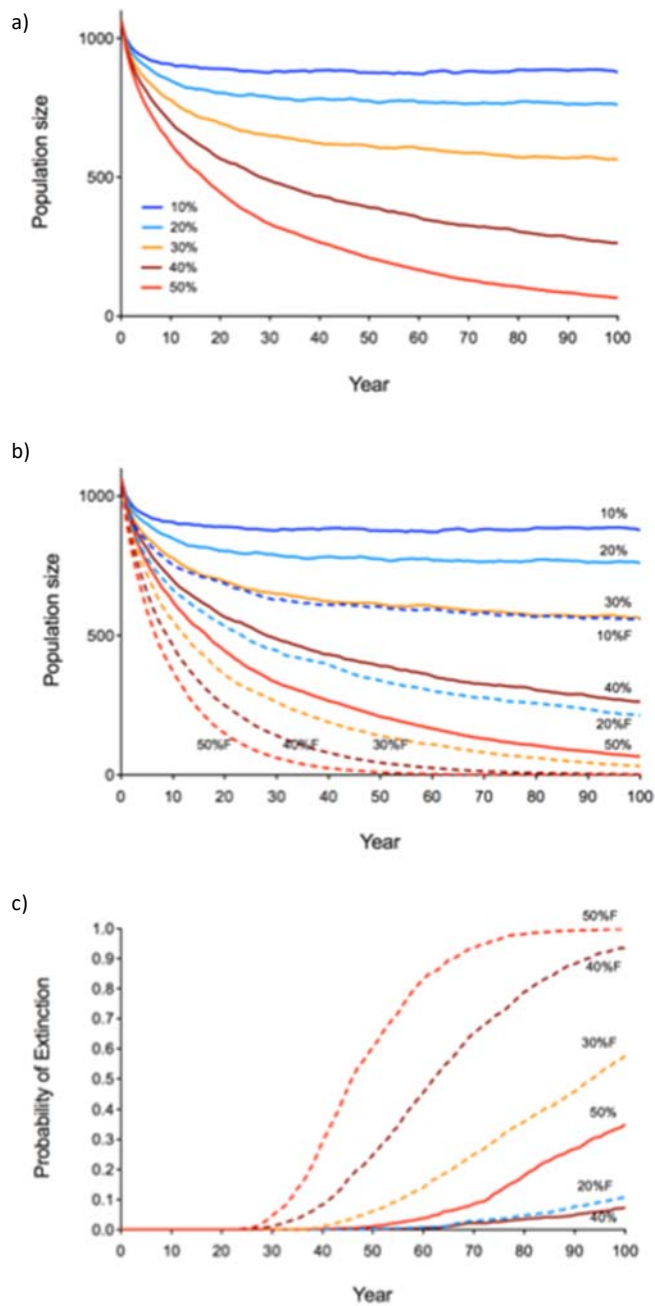 a)
1000
500
0
Population size
10%
20%
30%
40%
50%
0 10 20 30 40 50 60 70 80 90 100
Year
b)
1000
500
0
Population size
10%
20%
30%
10%F
40%
20%F
50%
50%F 40%F 30%F
0 10 20 30 40 50 60 70 80 90 100
Year
c)
1.0
0.9
0.8
0.7
0.6
0.5
0.4
0.3
0.2
0.1
0.0
Probability of Extinction
50%F
40%F
30%F
50%
20%F
40%
0 10 20 30 40 50 60 70 80 90 100
Year